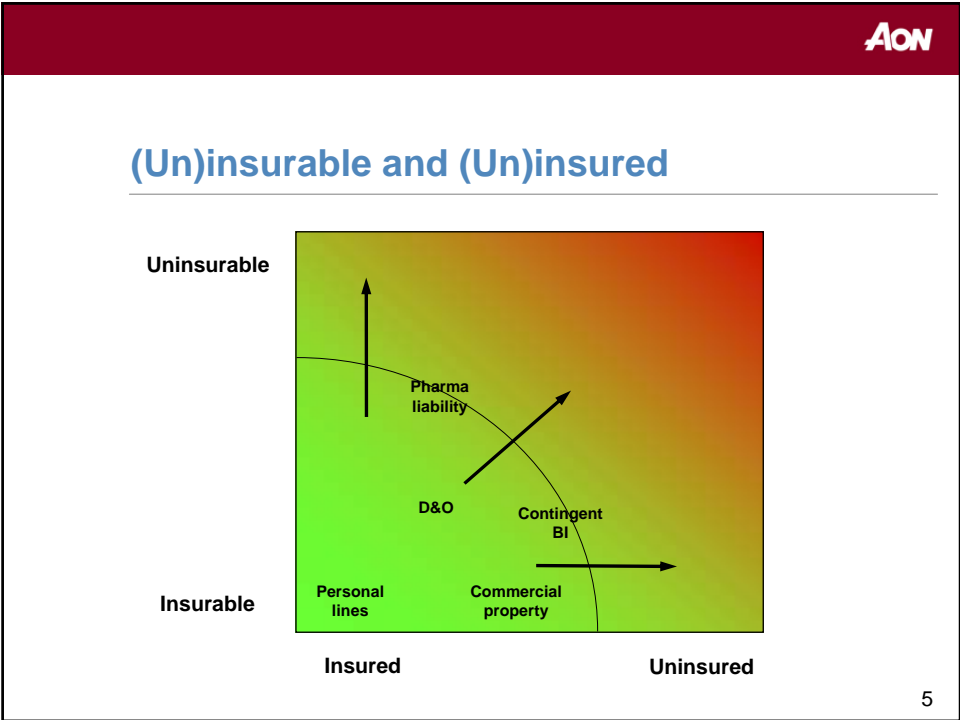 AON
(Un)insurable and (Un)insured
Uninsurable
Pharma
liability
D&O
Contingent
BI
Insurable
Personal
lines
Commercial
property
Insured
Uninsured
5